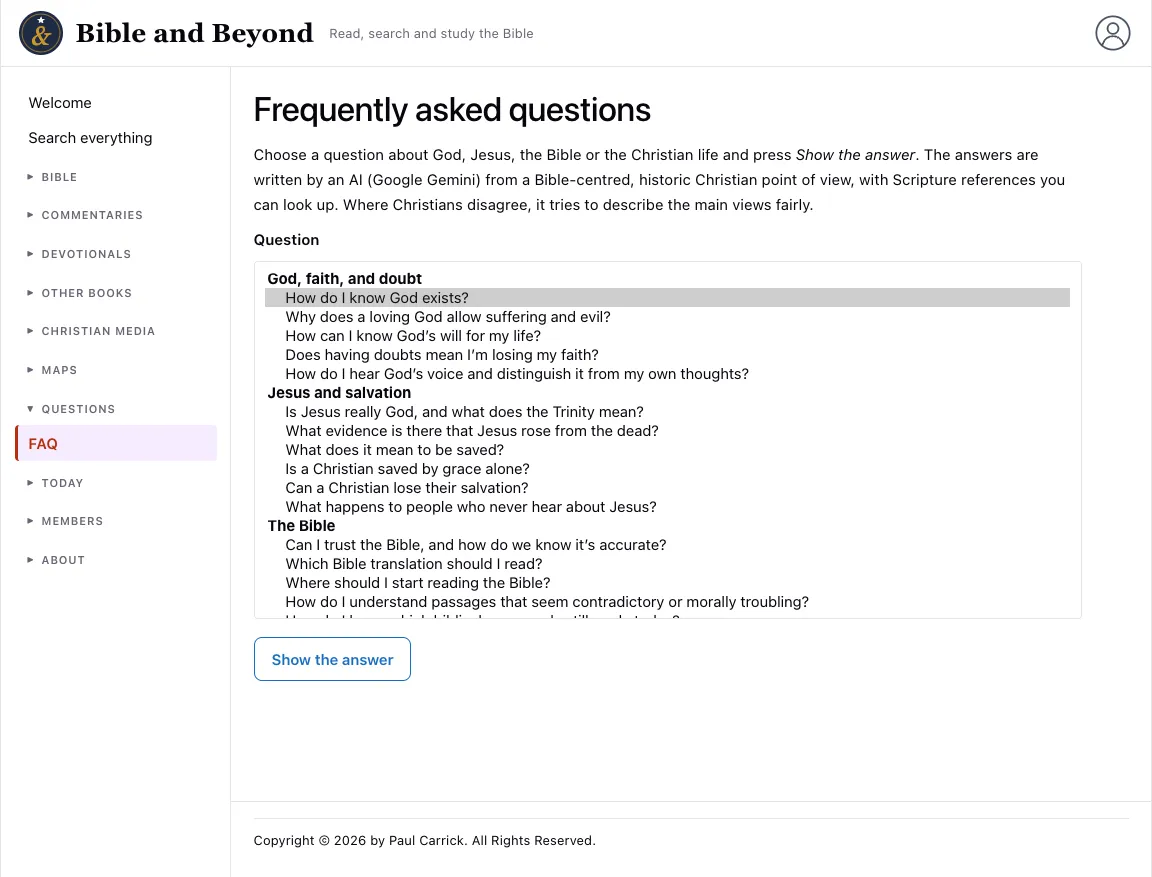 &
Bible and Beyond
Read, search and study the Bible
Welcome
Search everything
BIBLE
COMMENTARIES
DEVOTIONALS
OTHER BOOKS
CHRISTIAN MEDIA
MAPS
QUESTIONS
FAQ
TODAY
MEMBERS
ABOUT
Frequently asked questions
Choose a question about God, Jesus, the Bible or the Christian life and press Show the answer. The answers are
written by an AI (Google Gemini) from a Bible-centred, historic Christian point of view, with Scripture references you
can look up. Where Christians disagree, it tries to describe the main views fairly.
Question
God, faith, and doubt
How do I know God exists?
Why does a loving God allow suffering and evil?
How can I know God’s will for my life?
Does having doubts mean I’m losing my faith?
How do I hear God’s voice and distinguish it from my own thoughts?
Jesus and salvation
Is Jesus really God, and what does the Trinity mean?
What evidence is there that Jesus rose from the dead?
What does it mean to be saved?
Is a Christian saved by grace alone?
Can a Christian lose their salvation?
What happens to people who never hear about Jesus?
The Bible
Can I trust the Bible, and how do we know it’s accurate?
Which Bible translation should I read?
Where should I start reading the Bible?
How do I understand passages that seem contradictory or morally troubling?
Show the answer
Copyright © 2026 by Paul Carrick. All Rights Reserved.